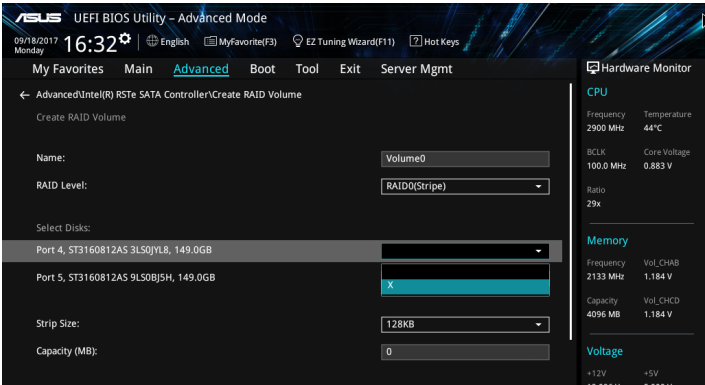 ASUS UEFI BIOS Utility – Advanced Mode
09/18/2017
Monday
16:32
English MyFavorite(F3) EZ Tuning Wizard(F11) ? Hot Keys
My Favorites Main Advanced Boot Tool Exit Server Mgmt
← Advanced\Intel(R) RSTe SATA Controller\Create RAID Volume
Create RAID Volume
Name: Volume0
RAID Level: RAID0(Stripe)
Select Disks:
Port 4, ST3160812AS 3LS0JYL8, 149.0GB
Port 5, ST3160812AS 9LS0BJ5H, 149.0GB
X
Strip Size: 128KB
Capacity (MB): 0
Hardware Monitor
CPU
Frequency Temperature
2900 MHz 44°C
BCLK Core Voltage
100.0 MHz 0.883 V
Ratio
29x
Memory
Frequency Vol_CHAB
2133 MHz 1.184 V
Capacity Vol_CHCD
4096 MB 1.184 V
Voltage
+12V +5V